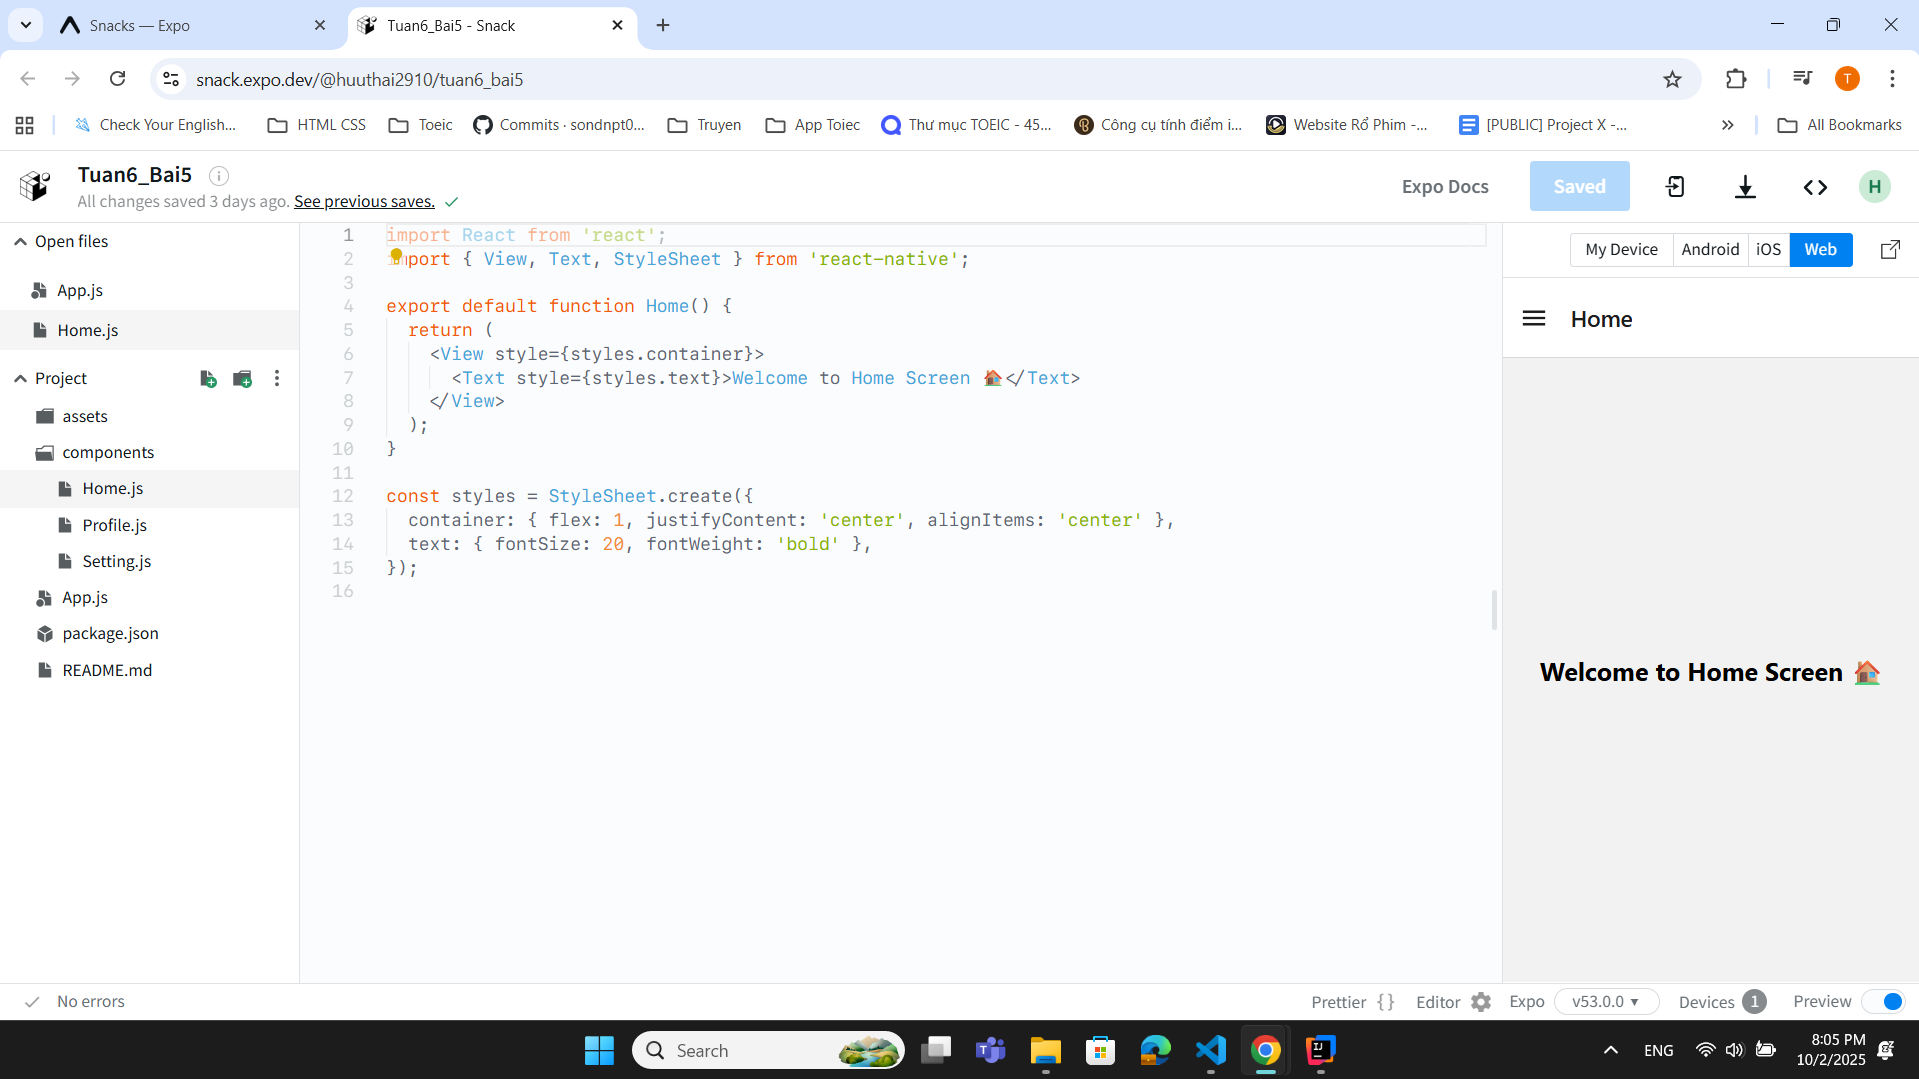 Snacks — Expo
Tuan6_Bai5 - Snack
snack.expo.dev/@huuthai2910/tuan6_bai5
T
Check Your English...
HTML CSS
Toeic
Commits · sondnpt0...
Truyen
App Toiec
Thư mục TOEIC - 45...
Công cụ tính điểm i...
Website Rổ Phim -...
[PUBLIC] Project X -...
All Bookmarks
Tuan6_Bai5
All changes saved 3 days ago. See previous saves.
Expo Docs
Saved
H
Open files
App.js
Home.js
Project
assets
components
Home.js
Profile.js
Setting.js
App.js
package.json
README.md
1 import React from 'react';
2 import { View, Text, StyleSheet } from 'react-native';
3
4 export default function Home() {
5 return (
6 <View style={styles.container}>
7 <Text style={styles.text}>Welcome to Home Screen 🏠</Text>
8 </View>
9 );
10 }
11
12 const styles = StyleSheet.create({
13 container: { flex: 1, justifyContent: 'center', alignItems: 'center' },
14 text: { fontSize: 20, fontWeight: 'bold' },
15 });
16
My Device
Android
iOS
Web
Home
Welcome to Home Screen 🏠
No errors
Prettier { }
Editor
Expo
v53.0.0
Devices 1
Preview
Search
ENG
8:05 PM
10/2/2025